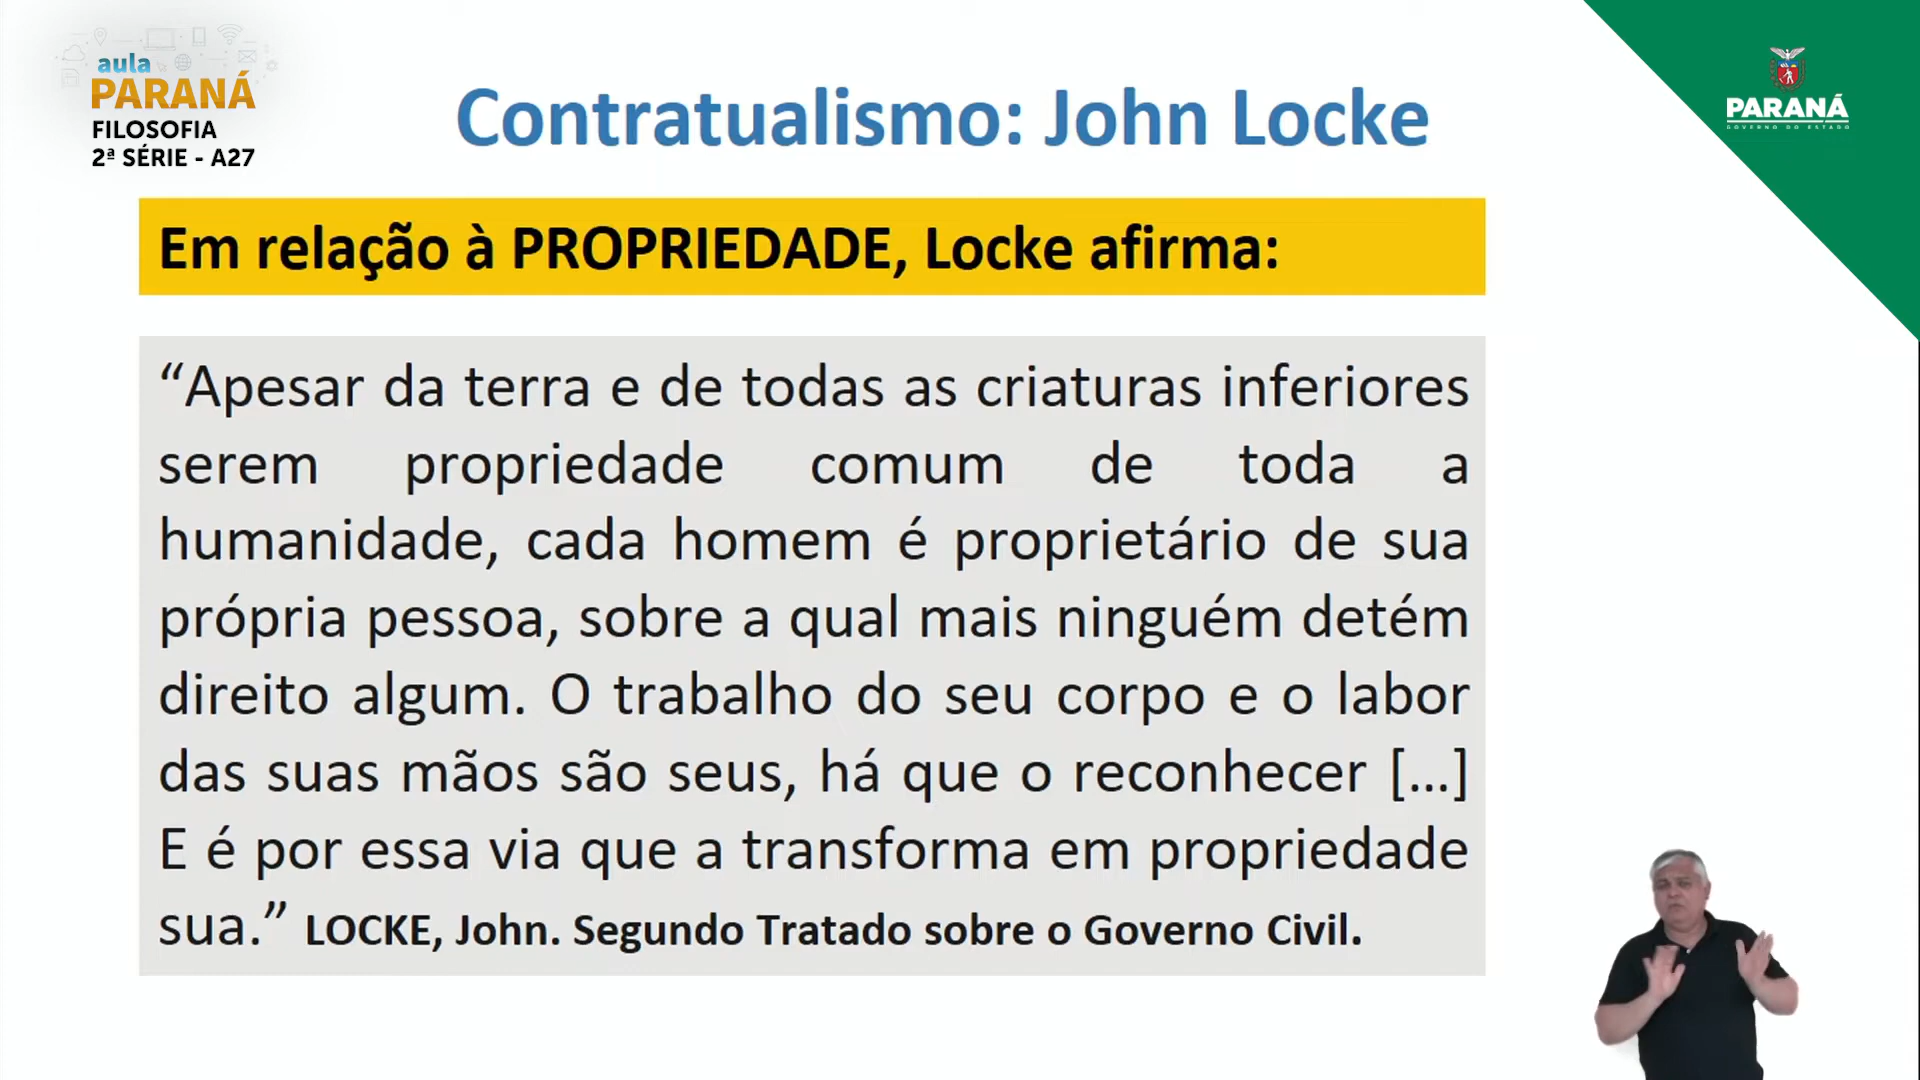 aula
PARANÁ
FILOSOFIA
2ª SÉRIE - A27
Contratualismo: John Locke
PARANÁ
GOVERNO DO ESTADO
Em relação à PROPRIEDADE, Locke afirma:
“Apesar da terra e de todas as criaturas inferiores
serem propriedade comum de toda a
humanidade, cada homem é proprietário de sua
própria pessoa, sobre a qual mais ninguém detém
direito algum. O trabalho do seu corpo e o labor
das suas mãos são seus, há que o reconhecer [...]
E é por essa via que a transforma em propriedade
sua.” LOCKE, John. Segundo Tratado sobre o Governo Civil.